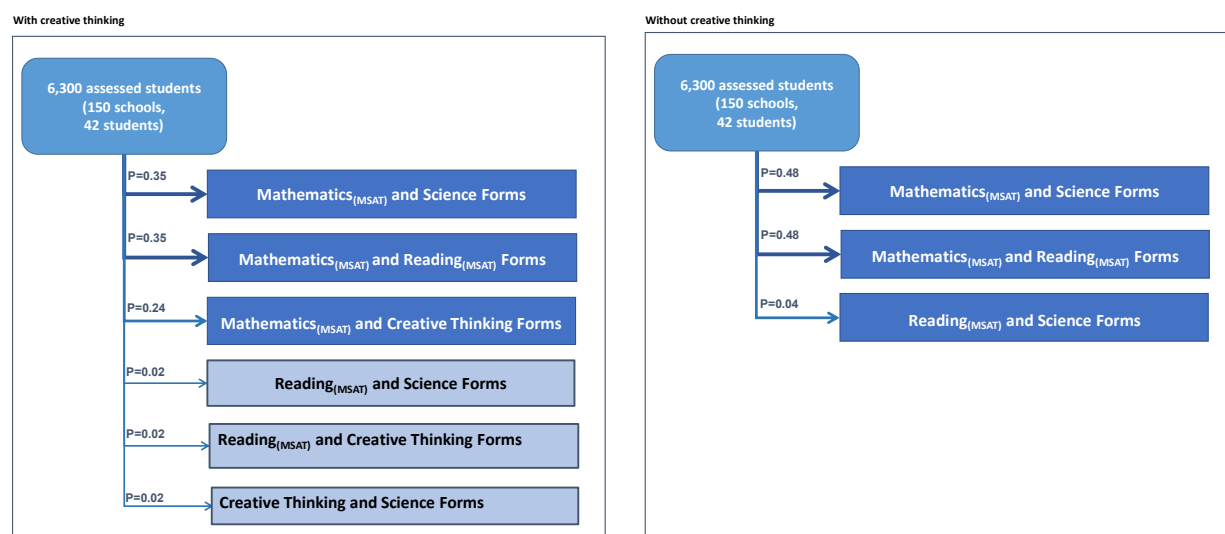 With creative thinking
6,300 assessed students
(150 schools,
42 students)
P=0.35
Mathematics(MSAT) and Science Forms
P=0.35
Mathematics(MSAT) and Reading(MSAT) Forms
P=0.24
Mathematics(MSAT) and Creative Thinking Forms
P=0.02
Reading(MSAT) and Science Forms
P=0.02
Reading(MSAT) and Creative Thinking Forms
P=0.02
Creative Thinking and Science Forms
Without creative thinking
6,300 assessed students
(150 schools,
42 students)
P=0.48
Mathematics(MSAT) and Science Forms
P=0.48
Mathematics(MSAT) and Reading(MSAT) Forms
P=0.04
Reading(MSAT) and Science Forms